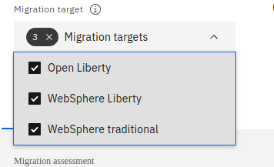 Migration target
3 × Migration targets
Open Liberty
WebSphere Liberty
WebSphere traditional
Migration assessment